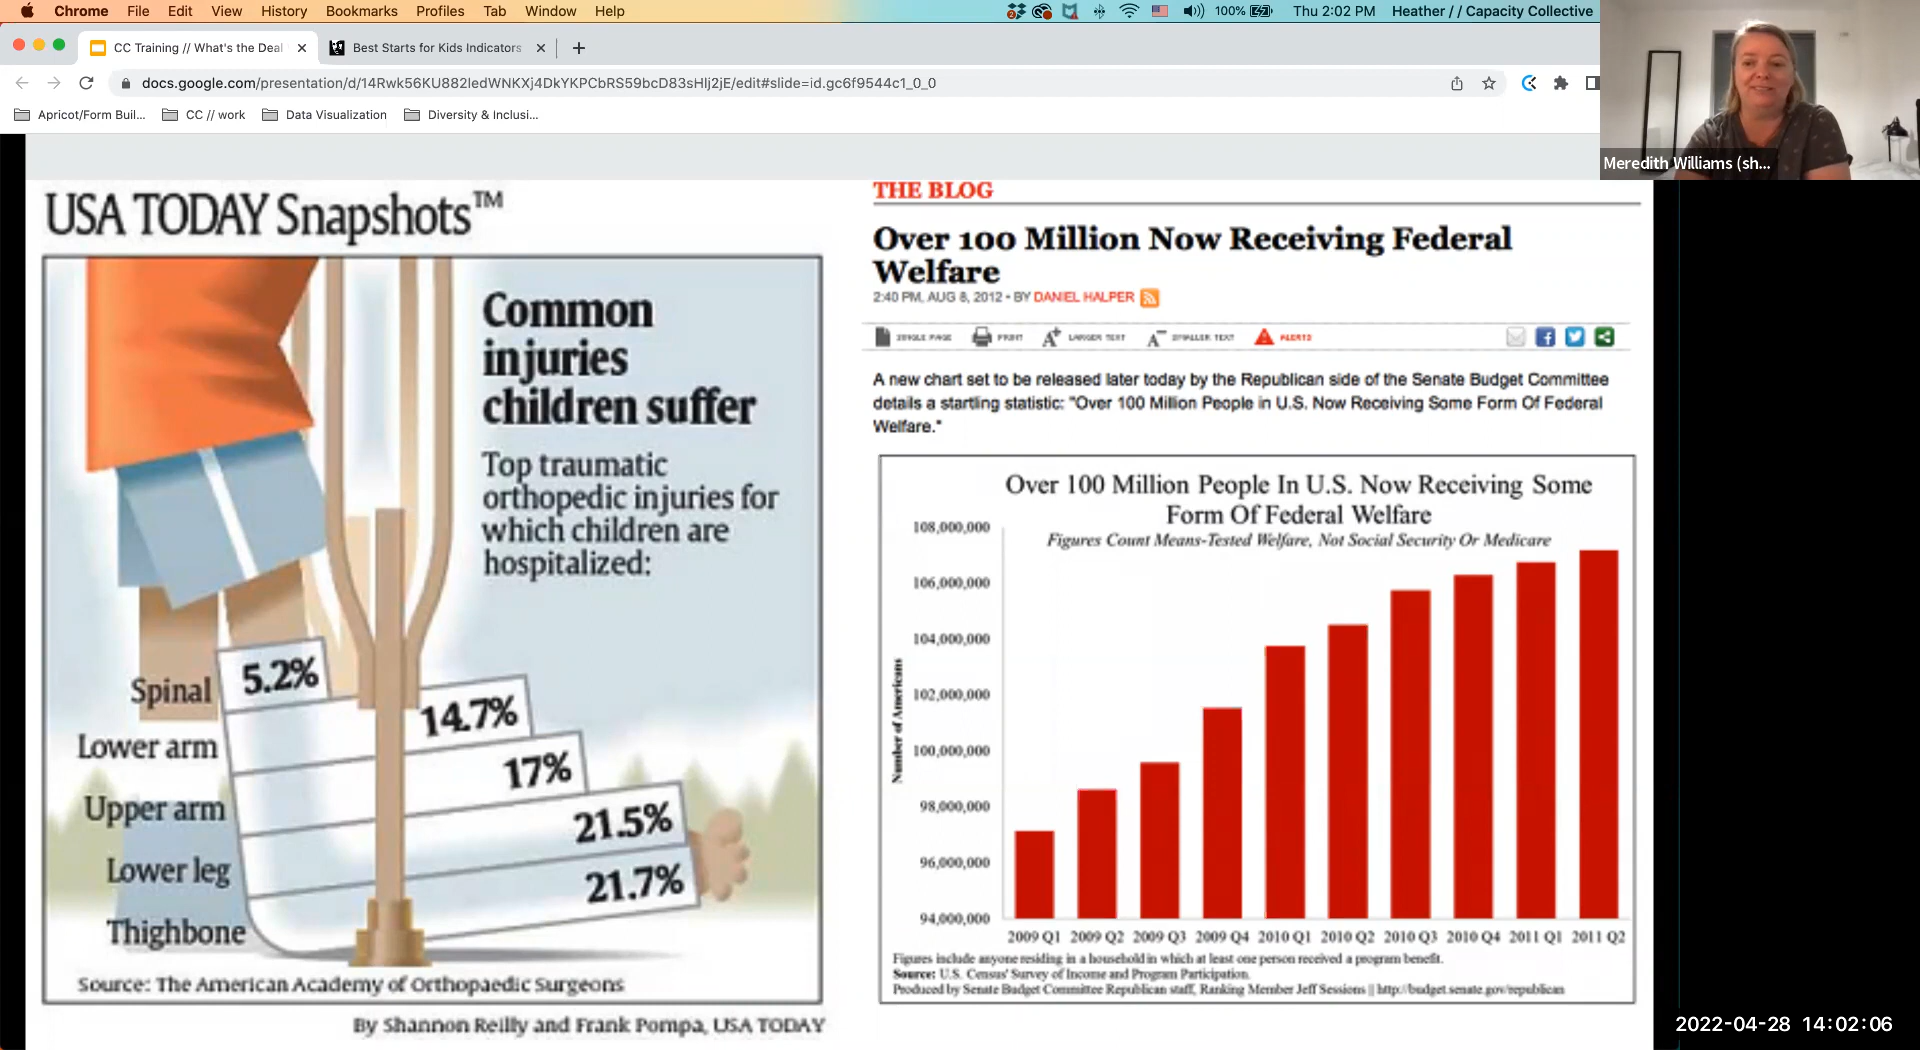 Chrome File Edit View History Bookmarks Profiles Tab Window Help
100% Thu 2:02 PM Heather // Capacity Collective
CC Training // What's the Deal
Best Starts for Kids Indicators
docs.google.com/presentation/d/14Rwk56KU882ledWNKXj4DkYKPCbRS59bcD83sHlj2jE/edit#slide=id.gc6f9544c1_0_0
Apricot/Form Buil... CC // work Data Visualization Diversity & Inclusi...
Meredith Williams (sh...
USA TODAY Snapshots™
Common
injuries
children suffer
Top traumatic
orthopedic injuries for
which children are
hospitalized:
Spinal 5.2%
Lower arm 14.7%
Upper arm 17%
Lower leg 21.5%
Thighbone 21.7%
Source: The American Academy of Orthopaedic Surgeons
By Shannon Reilly and Frank Pompa, USA TODAY
THE BLOG
Over 100 Million Now Receiving Federal
Welfare
2:40 PM, AUG 8, 2012 • BY DANIEL HALPER
SINGLE PAGE PRINT LARGER TEXT SMALLER TEXT ALERTS
A new chart set to be released later today by the Republican side of the Senate Budget Committee
details a startling statistic: "Over 100 Million People in U.S. Now Receiving Some Form Of Federal
Welfare."
Over 100 Million People In U.S. Now Receiving Some
Form Of Federal Welfare
Figures Count Means-Tested Welfare, Not Social Security Or Medicare
Number of Americans
108,000,000
106,000,000
104,000,000
102,000,000
100,000,000
98,000,000
96,000,000
94,000,000
2009 Q1 2009 Q2 2009 Q3 2009 Q4 2010 Q1 2010 Q2 2010 Q3 2010 Q4 2011 Q1 2011 Q2
Figures include anyone residing in a household in which at least one person received a program benefit.
Source: U.S. Census' Survey of Income and Program Participation.
Produced by Senate Budget Committee Republican staff, Ranking Member Jeff Sessions || http://budget.senate.gov/republican
2022-04-28 14:02:06